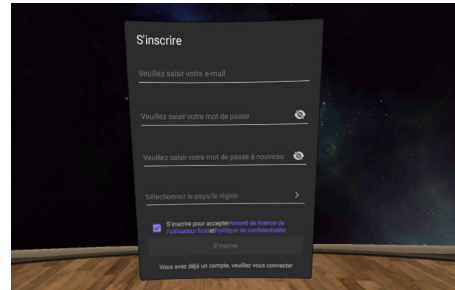 S'inscrire
Veuillez saisir votre e-mail
Veuillez saisir votre mot de passe
Veuillez saisir votre mot de passe à nouveau
Sélectionnez le pays/la région
S'inscrire pour accepterAccord de licence de
l'utilisateur finaletPolitique de confidentialité
S'inscrire
Vous avez déjà un compte, veuillez vous connecter